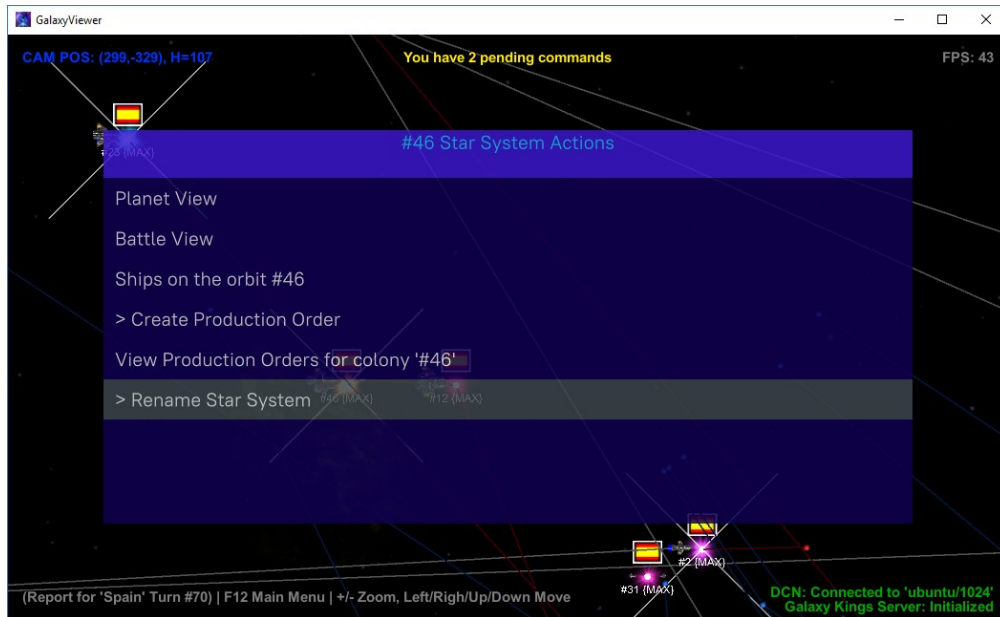 GalaxyViewer
CAM POS: (299,-329), H=107
You have 2 pending commands
FPS: 43
#23 {MAX}
#46 Star System Actions
Planet View
Battle View
Ships on the orbit #46
> Create Production Order
View Production Orders for colony '#46'
> Rename Star System
#46 {MAX}
#12 {MAX}
#2 {MAX}
#31 {MAX}
(Report for 'Spain' Turn #70) | F12 Main Menu | +/- Zoom, Left/Righ/Up/Down Move
DCN: Connected to 'ubuntu/1024'
Galaxy Kings Server: Initialized